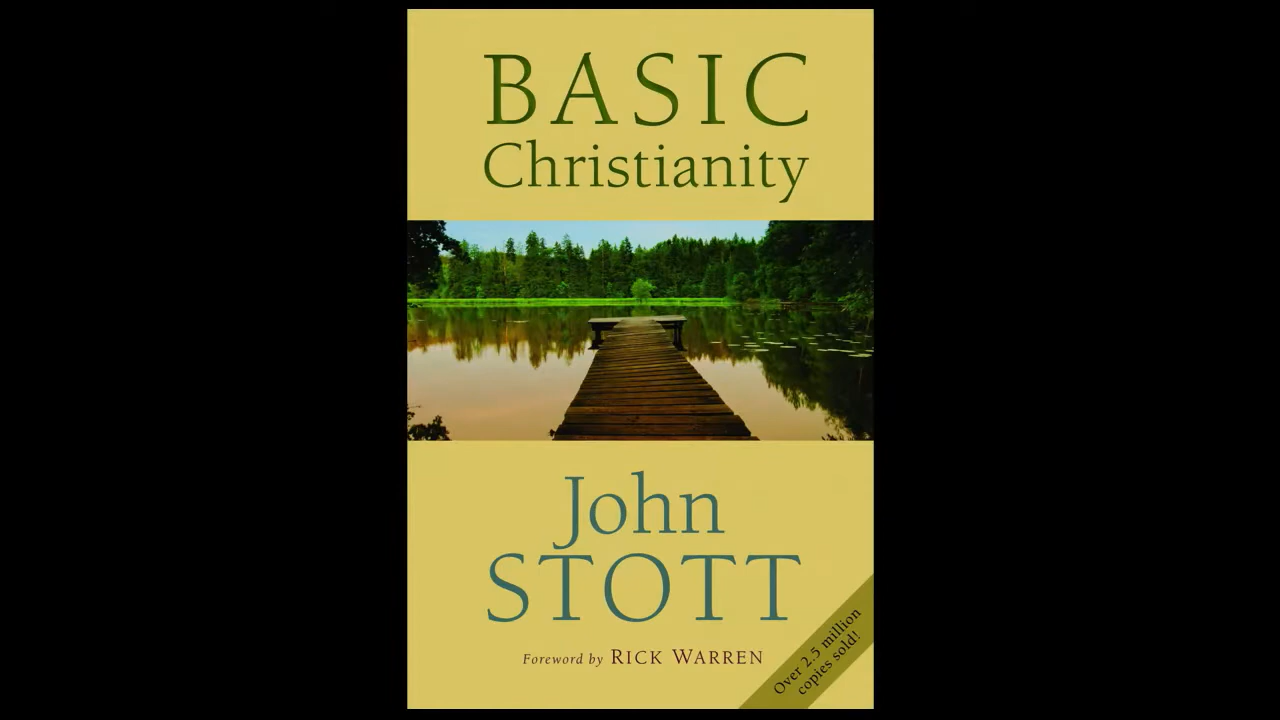 BASIC
Christianity
John
STOTT
Foreword by RICK WARREN
Over 2.5 million
copies sold!